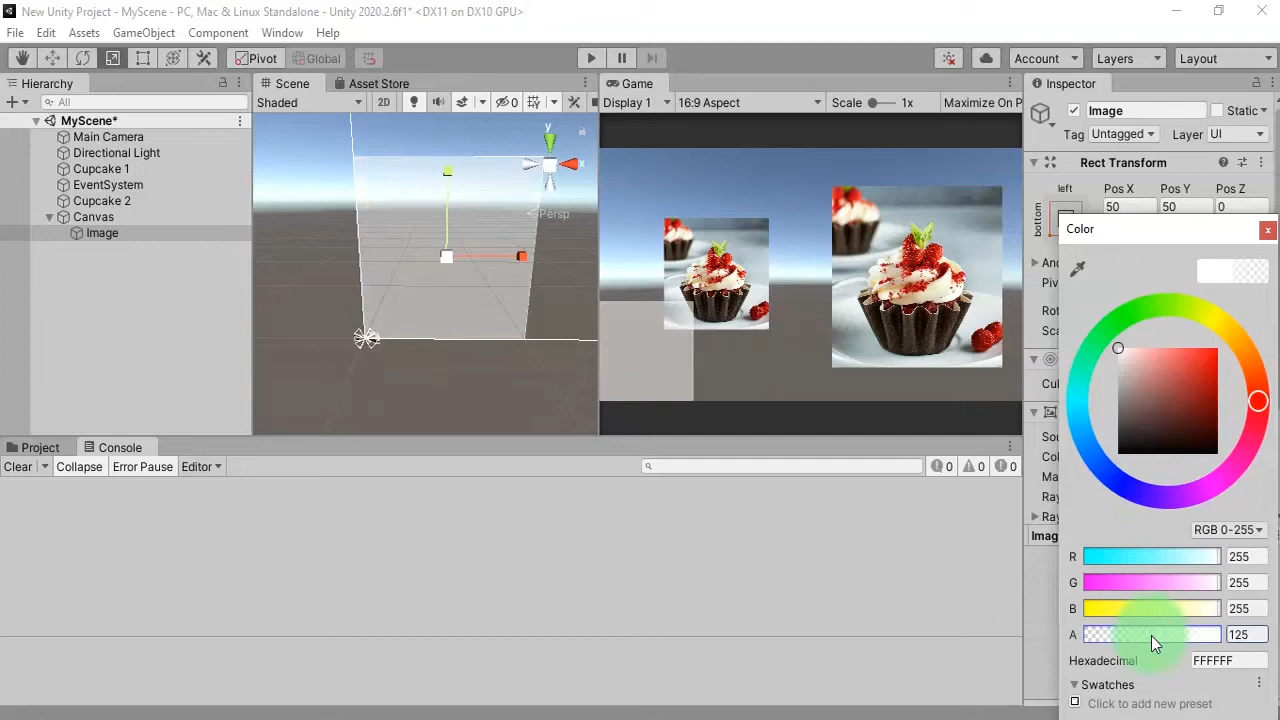 New Unity Project - MyScene - PC, Mac & Linux Standalone - Unity 2020.2.6f1* <DX11 on DX10 GPU>
File Edit Assets GameObject Component Window Help
Pivot Global Account Layers Layout
Hierarchy Scene Asset Store Game Inspector
All Shaded 2D 0 Display 1 16:9 Aspect Scale 1x Maximize On P
Image Static
MyScene*
Tag Untagged Layer UI
Main Camera
Directional Light
Cupcake 1
EventSystem
Cupcake 2
Canvas
Image
y
x
Persp
Rect Transform
left Pos X Pos Y Pos Z
bottom 50 50 0
Color
An
Piv
Rot
Sca
Cul
Sou
Col
Ma
Ray
Ray
Imag
RGB 0-255
R 255
G 255
B 255
A 125
Hexadecimal FFFFFF
Swatches
Click to add new preset
Project Console
Clear Collapse Error Pause Editor 0 0 0